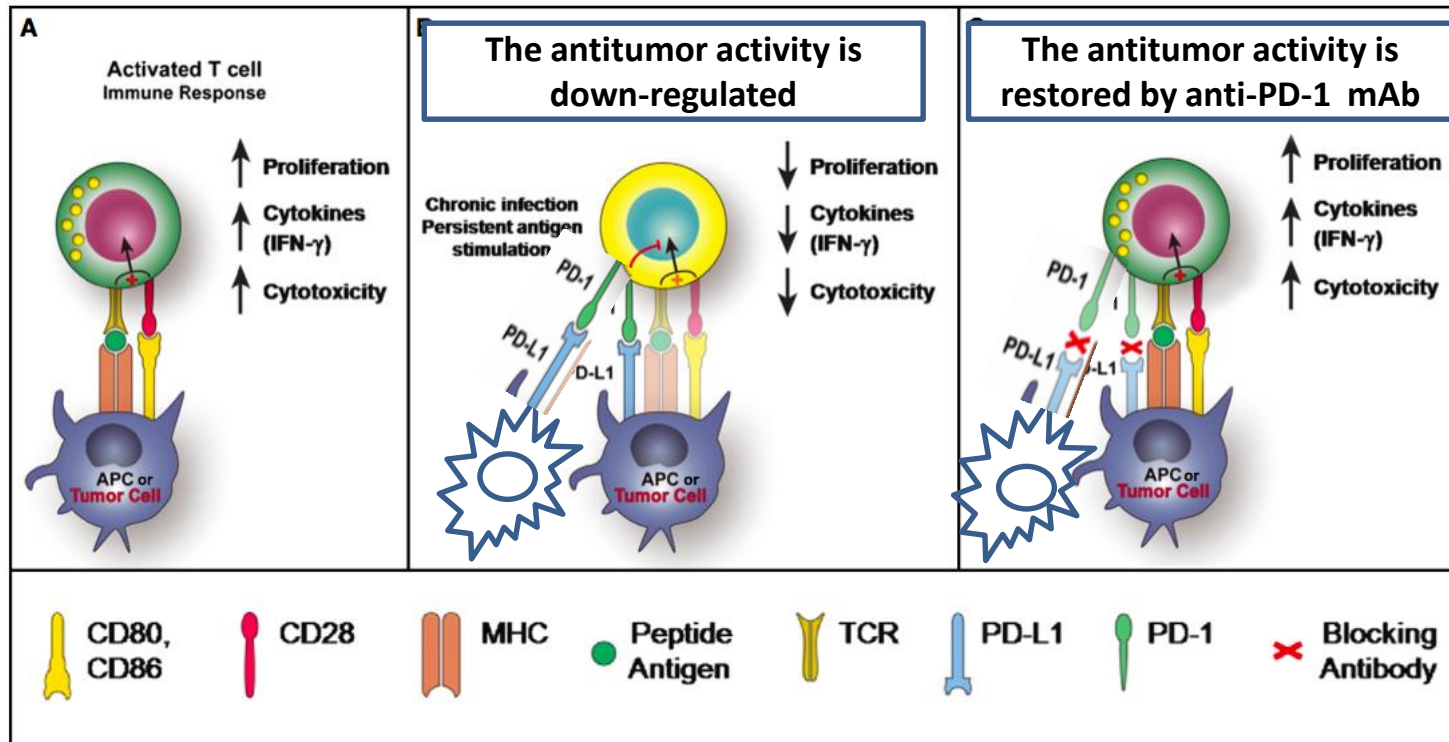 A
Activated T cell
Immune Response
Proliferation
Cytokines
(IFN-γ)
Cytotoxicity
+
APC or
Tumor Cell
The antitumor activity is
down-regulated
Chronic infection
Persistent antigen
stimulation
Proliferation
Cytokines
(IFN-γ)
Cytotoxicity
PD-1
+
PD-L1
D-L1
APC or
Tumor Cell
The antitumor activity is
restored by anti-PD-1 mAb
Proliferation
Cytokines
(IFN-γ)
Cytotoxicity
PD-1
+
PD-L1
-L1
APC or
Tumor Cell
CD80,
CD86
CD28
MHC
Peptide
Antigen
TCR
PD-L1
PD-1
Blocking
Antibody